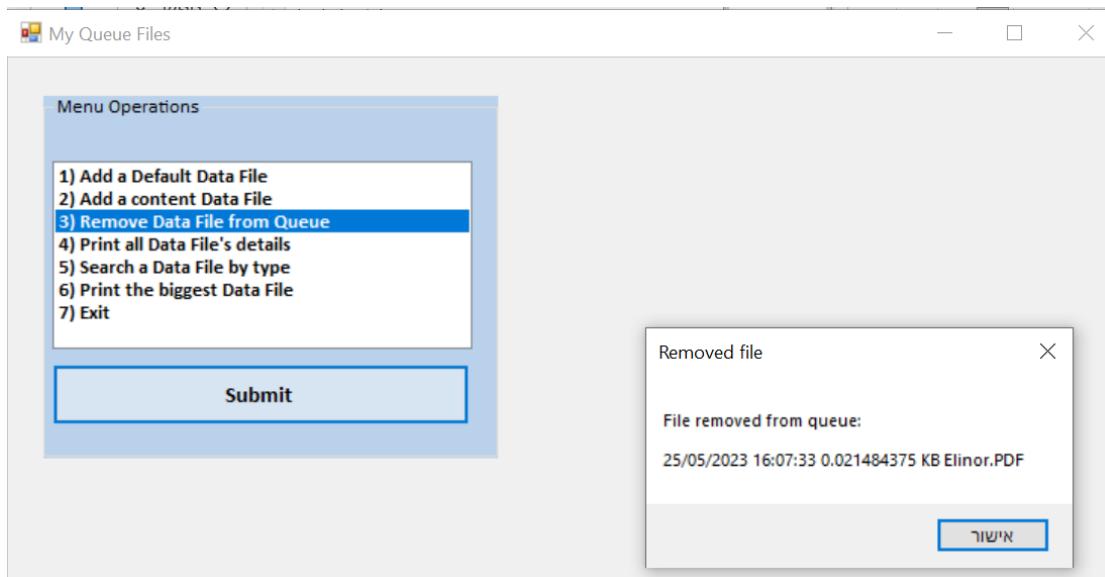 My Queue Files
Menu Operations
1) Add a Default Data File
2) Add a content Data File
3) Remove Data File from Queue
4) Print all Data File's details
5) Search a Data File by type
6) Print the biggest Data File
7) Exit
Submit
Removed file
File removed from queue:
25/05/2023 16:07:33 0.021484375 KB Elinor.PDF
אישור